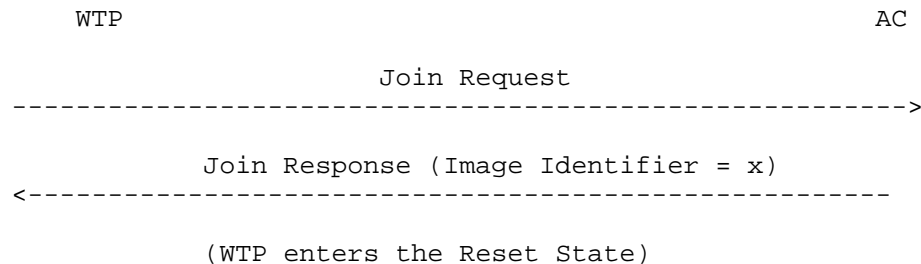 WTP AC
Join Request
-------------------------------------------------------->
Join Response (Image Identifier = x)
<------------------------------------------------------
(WTP enters the Reset State)